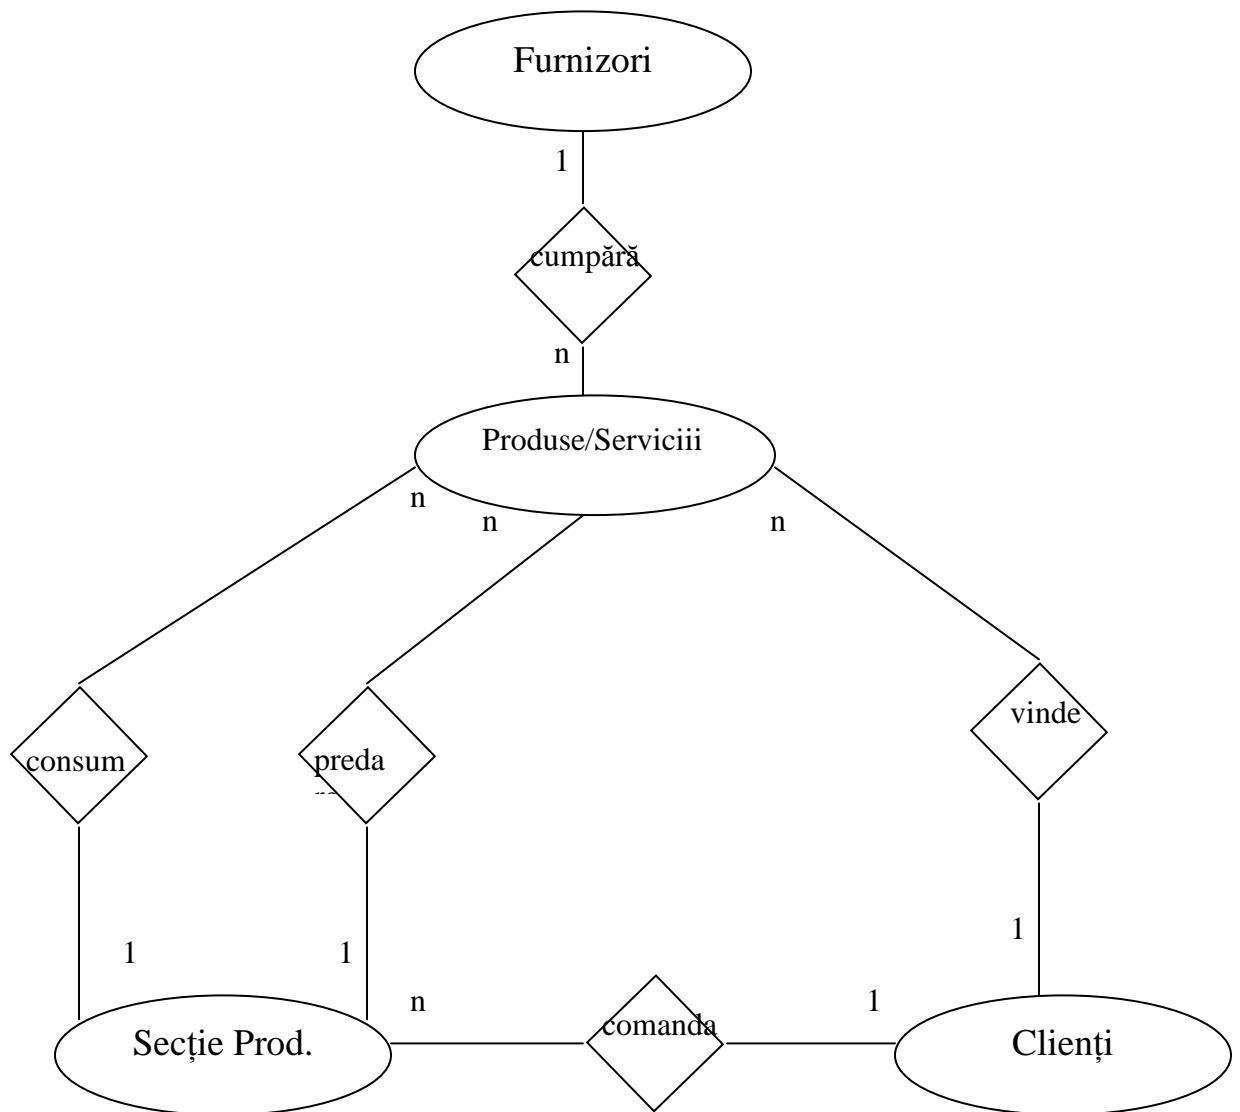 Furnizori
1
cumpără
n
Produse/Serviciii
n
n
n
vinde
consum
preda
1
1
1
n
1
comanda
Secție Prod.
Clienți